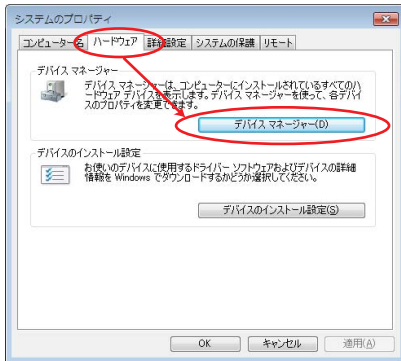 システムのプロパティ
コンピューター名 ハードウェア 詳細設定 システムの保護 リモート
デバイス マネージャー
デバイス マネージャーは、コンピューターにインストールされているすべてのハ
ードウェア デバイスを表示します。デバイス マネージャーを使って、各デバイ
スのプロパティを変更できます。
デバイス マネージャー(D)
デバイスのインストール設定
お使いのデバイスに使用するドライバー ソフトウェアおよびデバイスの詳細
情報を Windows でダウンロードするかどうか選択してください。
デバイスのインストール設定(S)
OK キャンセル 適用(A)